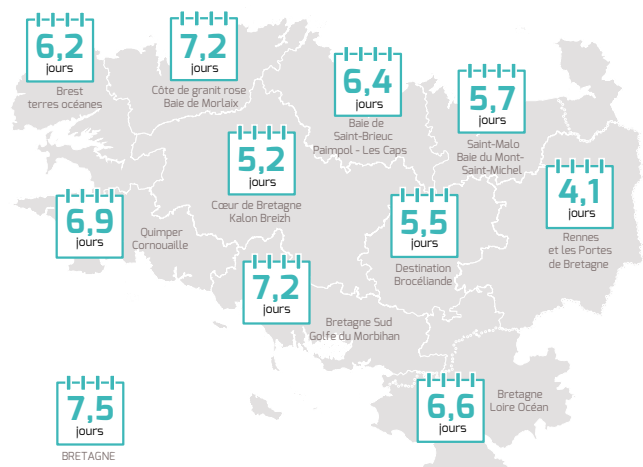 6,2
jours
Brest
terres océanes
7,2
jours
Côte de granit rose
Baie de Morlaix
6,4
jours
Baie de
Saint-Brieuc
Paimpol - Les Caps
5,7
jours
Saint-Malo
Baie du Mont-
Saint-Michel
5,2
jours
Cœur de Bretagne
Kalon Breizh
4,1
jours
Rennes
et les Portes
de Bretagne
6,9
jours
Quimper
Cornouaille
5,5
jours
Destination
Brocéliande
7,2
jours
Bretagne Sud
Golfe du Morbihan
6,6
jours
Bretagne
Loire Océan
7,5
jours
BRETAGNE